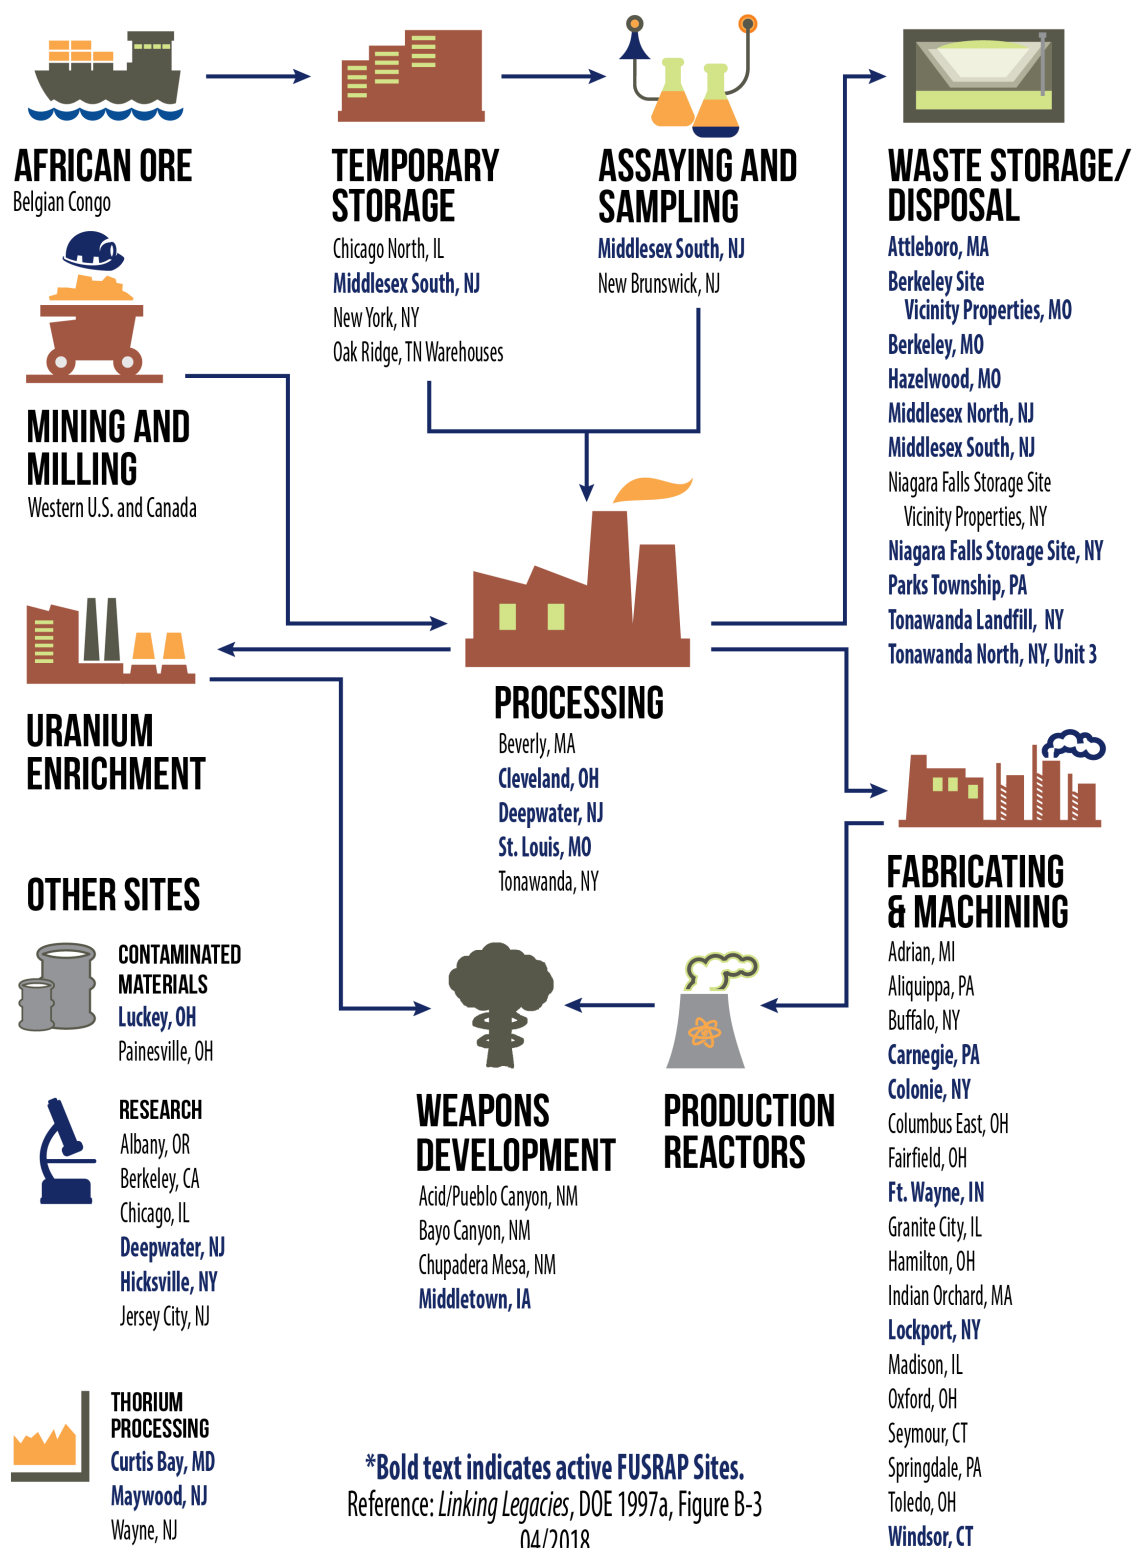 AFRICAN ORE
Belgian Congo
TEMPORARY
STORAGE
Chicago North, IL
Middlesex South, NJ
New York, NY
Oak Ridge, TN Warehouses
ASSAYING AND
SAMPLING
Middlesex South, NJ
New Brunswick, NJ
WASTE STORAGE/
DISPOSAL
Attleboro, MA
Berkeley Site
Vicinity Properties, MO
Berkeley, MO
Hazelwood, MO
Middlesex North, NJ
Middlesex South, NJ
Niagara Falls Storage Site
Vicinity Properties, NY
Niagara Falls Storage Site, NY
Parks Township, PA
Tonawanda Landfill, NY
Tonawanda North, NY, Unit 3
MINING AND
MILLING
Western U.S. and Canada
PROCESSING
Beverly, MA
Cleveland, OH
Deepwater, NJ
St. Louis, MO
Tonawanda, NY
URANIUM
ENRICHMENT
FABRICATING
& MACHINING
Adrian, MI
Aliquippa, PA
Buffalo, NY
Carnegie, PA
Colonie, NY
Columbus East, OH
Fairfield, OH
Ft. Wayne, IN
Granite City, IL
Hamilton, OH
Indian Orchard, MA
Lockport, NY
Madison, IL
Oxford, OH
Seymour, CT
Springdale, PA
Toledo, OH
Windsor, CT
OTHER SITES
CONTAMINATED
MATERIALS
Luckey, OH
Painesville, OH
RESEARCH
Albany, OR
Berkeley, CA
Chicago, IL
Deepwater, NJ
Hicksville, NY
Jersey City, NJ
THORIUM
PROCESSING
Curtis Bay, MD
Maywood, NJ
Wayne, NJ
WEAPONS
DEVELOPMENT
Acid/Pueblo Canyon, NM
Bayo Canyon, NM
Chupadera Mesa, NM
Middletown, IA
PRODUCTION
REACTORS
*Bold text indicates active FUSRAP Sites.
Reference: Linking Legacies, DOE 1997a, Figure B-3
04/2018